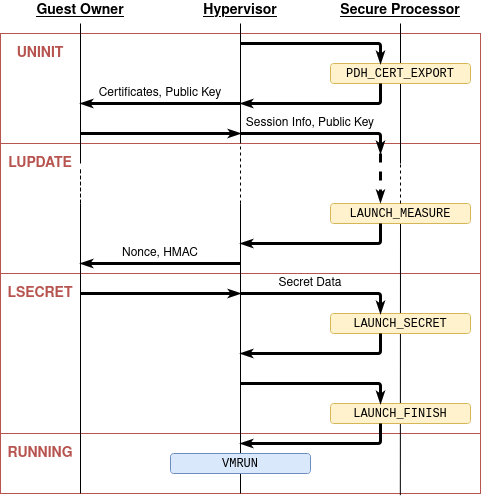 Guest Owner Hypervisor Secure Processor
UNINIT
PDH_CERT_EXPORT
Certificates, Public Key
Session Info, Public Key
LUPDATE
LAUNCH_MEASURE
Nonce, HMAC
Secret Data
LSECRET
LAUNCH_SECRET
LAUNCH_FINISH
RUNNING
VMRUN